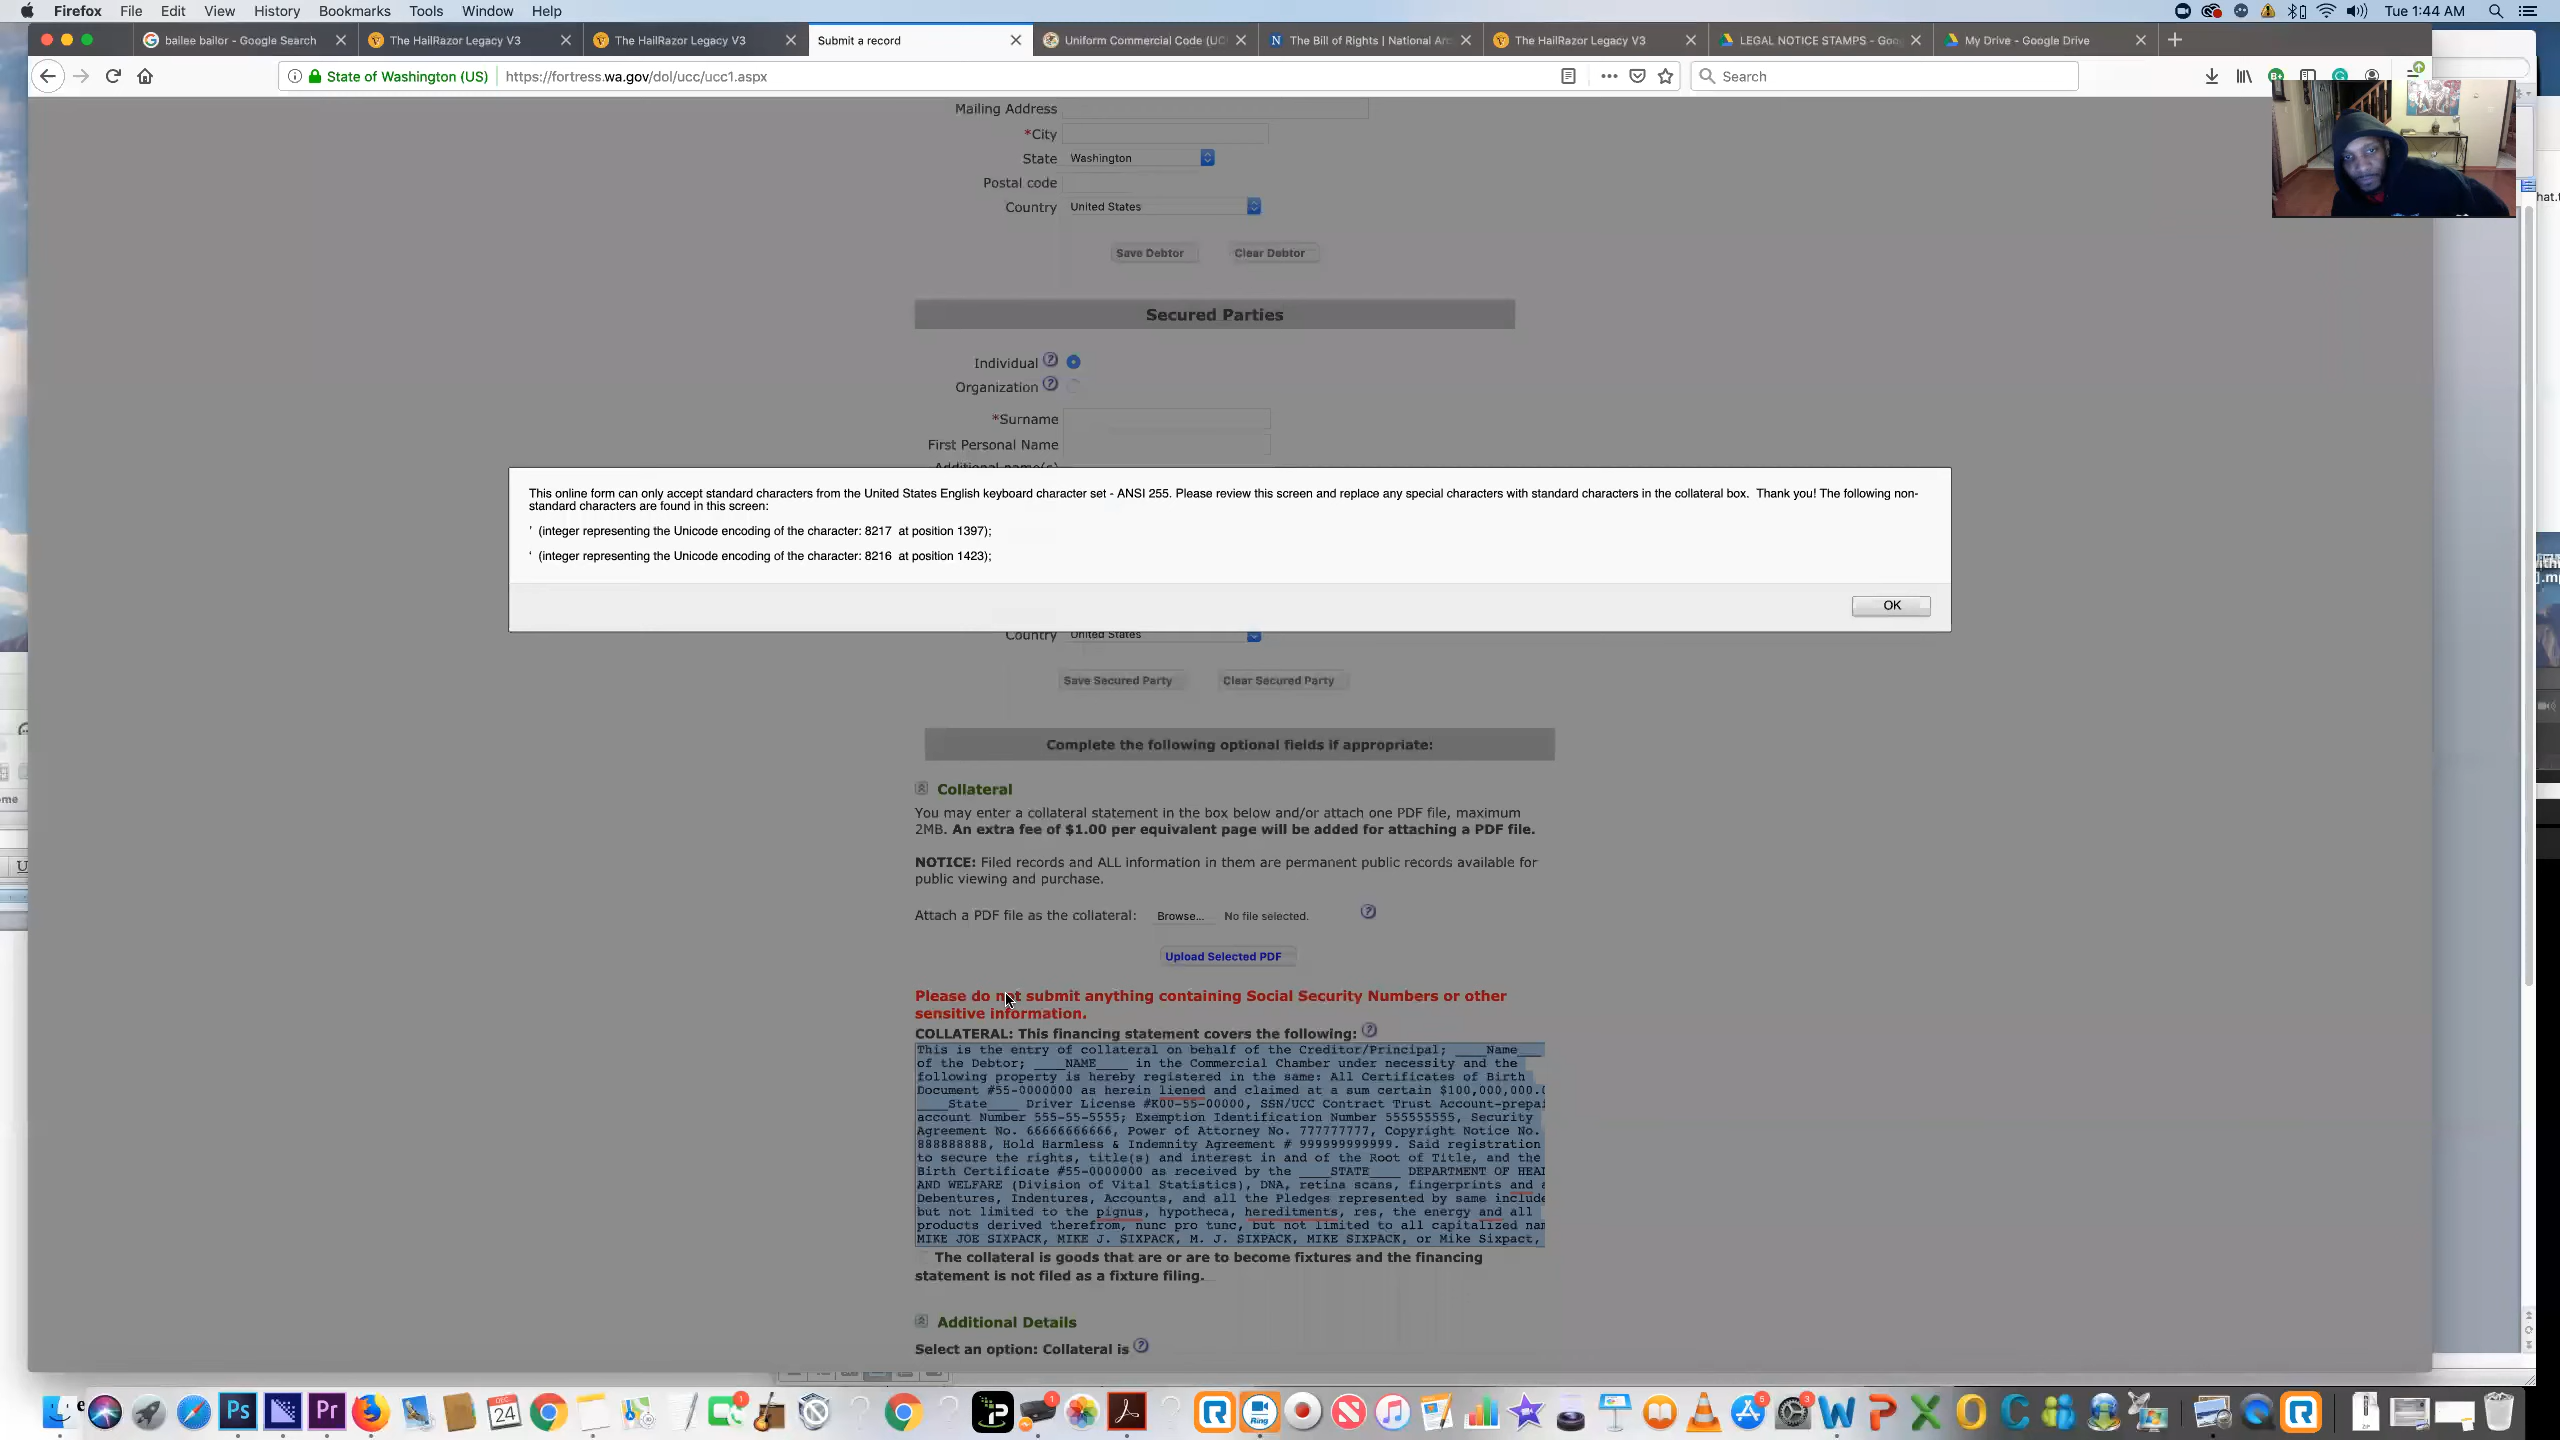 Firefox File Edit View History Bookmarks Tools Window Help Tue 1:44 AM
bailee bailor - Google Search The HailRazor Legacy V3 The HailRazor Legacy V3 Submit a record Uniform Commercial Code (UC The Bill of Rights | National Ar The HailRazor Legacy V3 LEGAL NOTICE STAMPS - Goo My Drive - Google Drive
State of Washington (US) https://fortress.wa.gov/dol/ucc/ucc1.aspx Search
Mailing Address
*City
State Washington
Postal code
Country United States
Save Debtor Clear Debtor
Secured Parties
Individual
Organization
*Surname
First Personal Name
Additional name(s)
This online form can only accept standard characters from the United States English keyboard character set - ANSI 255. Please review this screen and replace any special characters with standard characters in the collateral box. Thank you! The following non-
standard characters are found in this screen:
’ (integer representing the Unicode encoding of the character: 8217 at position 1397);
‘ (integer representing the Unicode encoding of the character: 8216 at position 1423);
OK
Country United States
Save Secured Party Clear Secured Party
Complete the following optional fields if appropriate:
Collateral
You may enter a collateral statement in the box below and/or attach one PDF file, maximum
2MB. An extra fee of $1.00 per equivalent page will be added for attaching a PDF file.
NOTICE: Filed records and ALL information in them are permanent public records available for
public viewing and purchase.
Attach a PDF file as the collateral: Browse... No file selected.
Upload Selected PDF
Please do not submit anything containing Social Security Numbers or other
sensitive information.
COLLATERAL: This financing statement covers the following:
This is the entry of collateral on behalf of the Creditor/Principal; ____Name___
of the Debtor; ____NAME____ in the Commercial Chamber under necessity and the
following property is hereby registered in the same: All Certificates of Birth
Document #55-0000000 as herein liened and claimed at a sum certain $100,000,000.0
____State____ Driver License #K00-55-00000, SSN/UCC Contract Trust Account-prepai
account Number 555-55-5555; Exemption Identification Number 555555555, Security
Agreement No. 66666666666, Power of Attorney No. 777777777, Copyright Notice No.
888888888, Hold Harmless & Indemnity Agreement # 999999999999. Said registration
to secure the rights, title(s) and interest in and of the Root of Title, and the
Birth Certificate #55-0000000 as received by the ____STATE____ DEPARTMENT OF HEA
AND WELFARE (Division of Vital Statistics), DNA, retina scans, fingerprints and a
Debentures, Indentures, Accounts, and all the Pledges represented by same include
but not limited to the pignus, hypotheca, hereditments, res, the energy and all
products derived therefrom, nunc pro tunc, but not limited to all capitalized nam
MIKE JOE SIXPACK, MIKE J. SIXPACK, M. J. SIXPACK, MIKE SIXPACK, or Mike Sixpact,
The collateral is goods that are or are to become fixtures and the financing
statement is not filed as a fixture filing.
Additional Details
Select an option: Collateral is